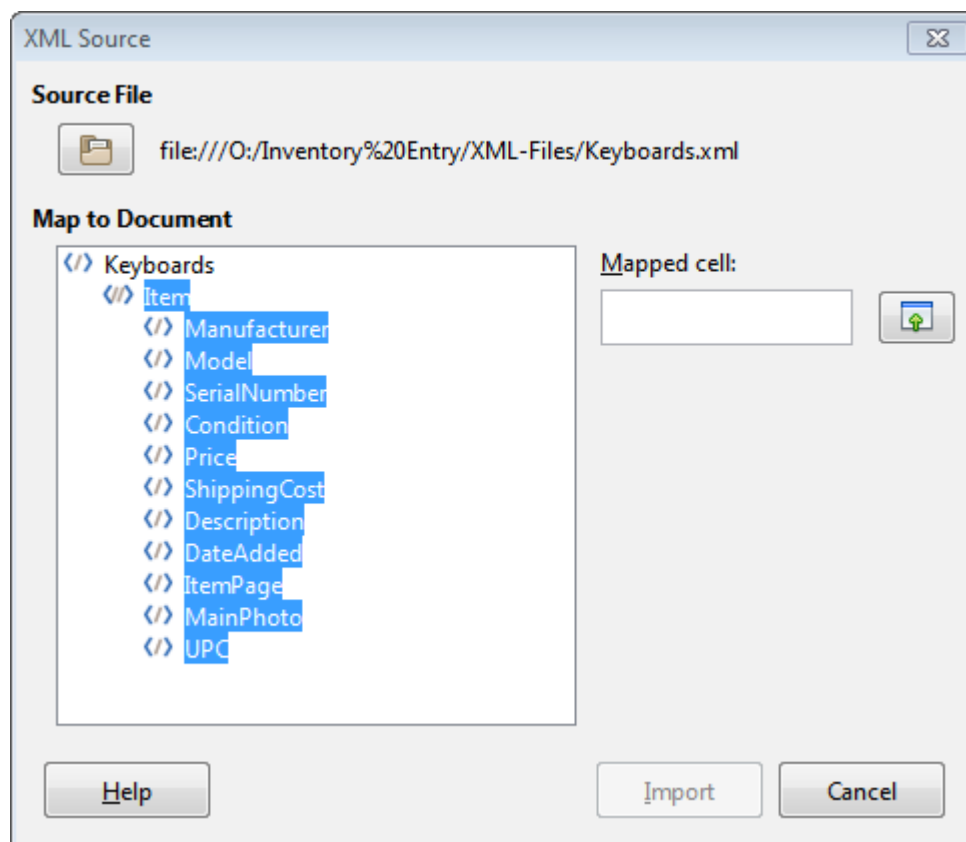 XML Source
Source File
file:///O:/Inventory%20Entry/XML-Files/Keyboards.xml
Map to Document
Keyboards
Mapped cell:
Item
Manufacturer
Model
SerialNumber
Condition
Price
ShippingCost
Description
DateAdded
ItemPage
MainPhoto
UPC
Help
Import
Cancel